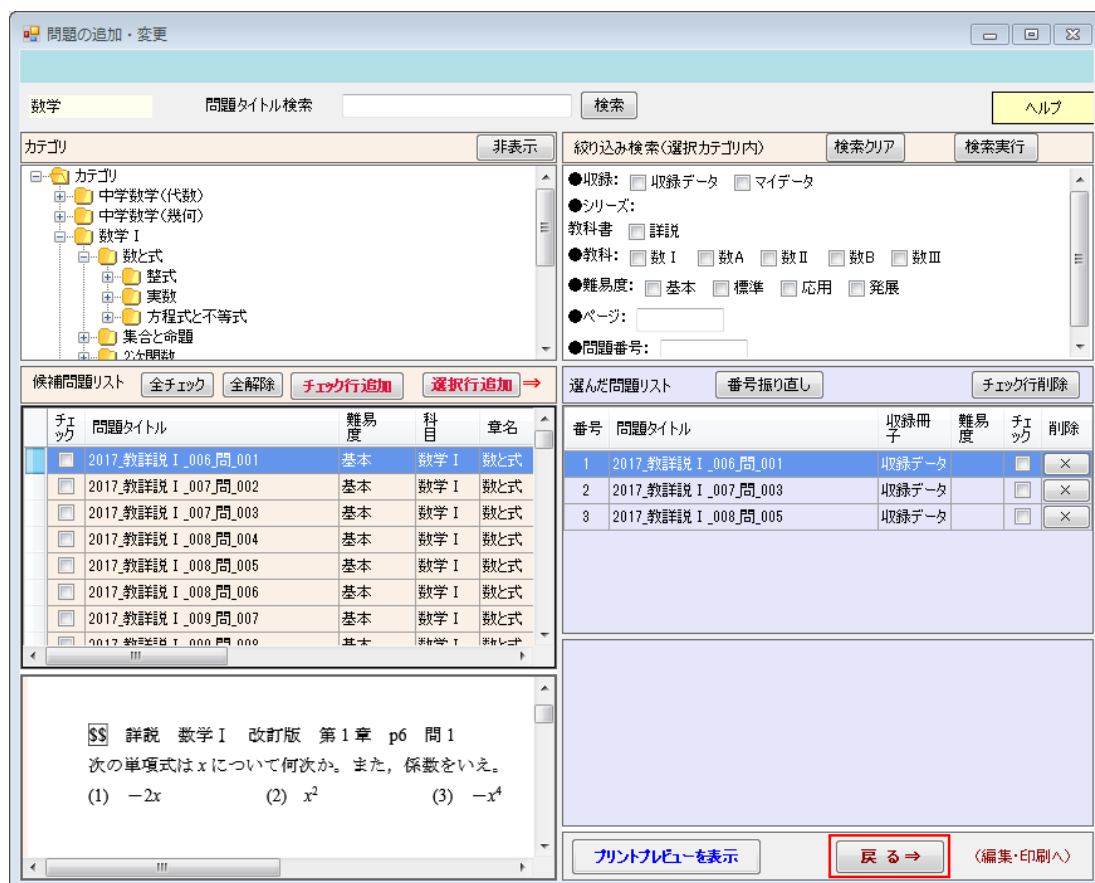 問題の追加・変更
数学 問題タイトル検索 検索 ヘルプ
カテゴリ 非表示
カテゴリ
中学数学(代数)
中学数学(幾何)
数学Ⅰ
数と式
整式
実数
方程式と不等式
集合と命題
2次関数
絞り込み検索(選択カテゴリ内) 検索クリア 検索実行
●収録: 収録データ マイデータ
●シリーズ:
教科書 詳説
●教科: 数Ⅰ 数A 数Ⅱ 数B 数Ⅲ
●難易度: 基本 標準 応用 発展
●ページ:
●問題番号:
候補問題リスト 全チェック 全解除 チェック行追加 選択行追加 ⇒
チェック 問題タイトル 難易度 科目 章名
2017_教詳説Ⅰ_006_問_001 基本 数学Ⅰ 数と式
2017_教詳説Ⅰ_007_問_002 基本 数学Ⅰ 数と式
2017_教詳説Ⅰ_007_問_003 基本 数学Ⅰ 数と式
2017_教詳説Ⅰ_008_問_004 基本 数学Ⅰ 数と式
2017_教詳説Ⅰ_008_問_005 基本 数学Ⅰ 数と式
2017_教詳説Ⅰ_008_問_006 基本 数学Ⅰ 数と式
2017_教詳説Ⅰ_009_問_007 基本 数学Ⅰ 数と式
選んだ問題リスト 番号振り直し チェック行削除
番号 問題タイトル 収録冊子 難易度 チェック 削除
1 2017_教詳説Ⅰ_006_問_001 収録データ ×
2 2017_教詳説Ⅰ_007_問_003 収録データ ×
3 2017_教詳説Ⅰ_008_問_005 収録データ ×
$$ 詳説 数学Ⅰ 改訂版 第1章 p6 問1
次の単項式はxについて何次か。また,係数をいえ。
(1) −2x (2) x² (3) −x⁴
プリントプレビューを表示 戻る⇒ (編集・印刷へ)